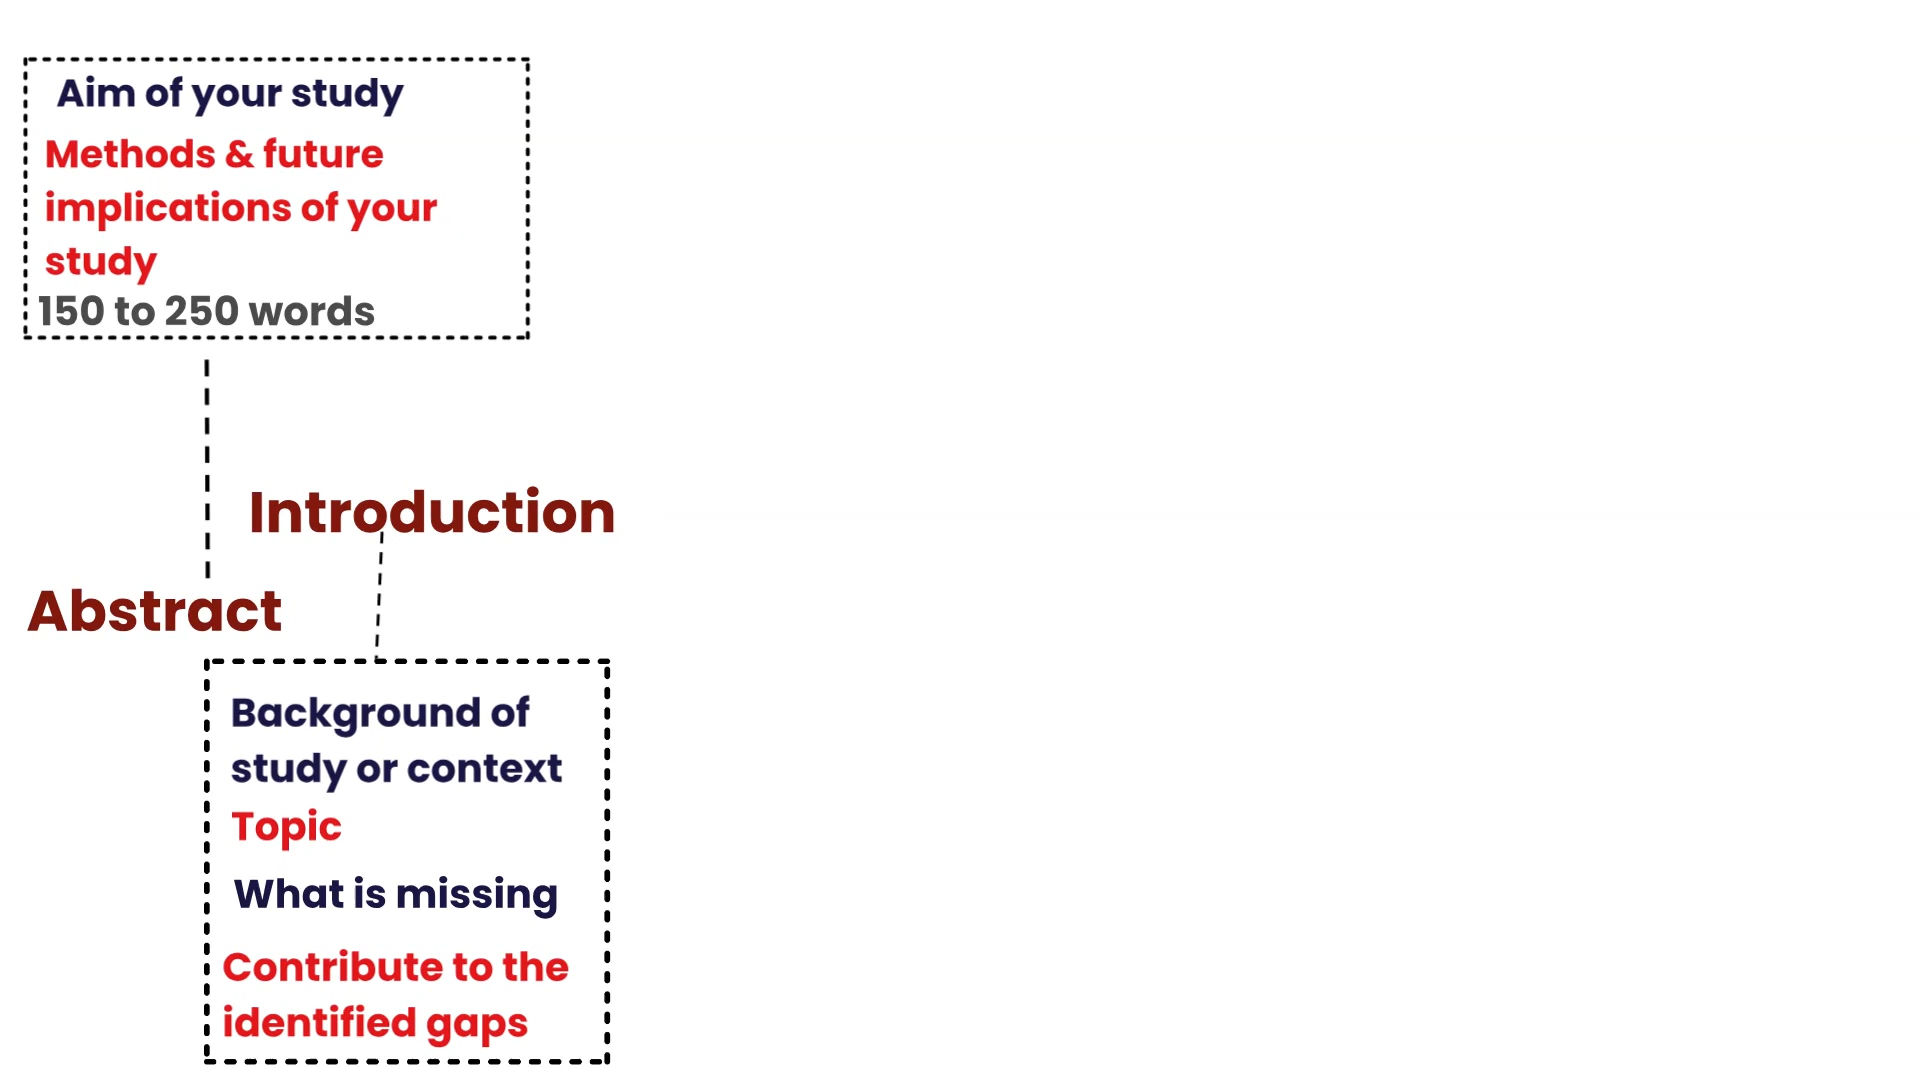 Aim of your study
Methods & future
implications of your
study
150 to 250 words
Introduction
Abstract
Background of
study or context
Topic
What is missing
Contribute to the
identified gaps